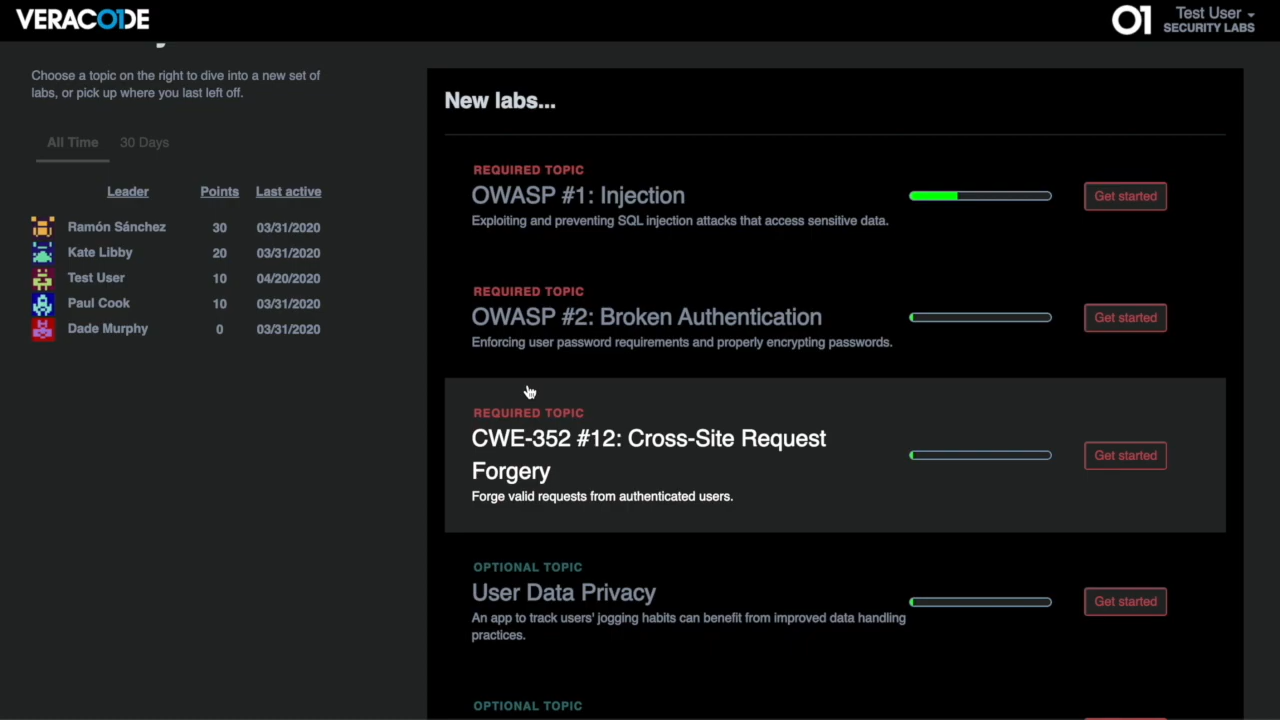 VERACODE
Test User
SECURITY LABS
Choose a topic on the right to dive into a new set of
labs, or pick up where you last left off.
All Time 30 Days
Leader Points Last active
Ramón Sánchez 30 03/31/2020
Kate Libby 20 03/31/2020
Test User 10 04/20/2020
Paul Cook 10 03/31/2020
Dade Murphy 0 03/31/2020
New labs...
REQUIRED TOPIC
OWASP #1: Injection
Exploiting and preventing SQL injection attacks that access sensitive data.
Get started
REQUIRED TOPIC
OWASP #2: Broken Authentication
Enforcing user password requirements and properly encrypting passwords.
Get started
REQUIRED TOPIC
CWE-352 #12: Cross-Site Request
Forgery
Forge valid requests from authenticated users.
Get started
OPTIONAL TOPIC
User Data Privacy
An app to track users' jogging habits can benefit from improved data handling
practices.
Get started
OPTIONAL TOPIC